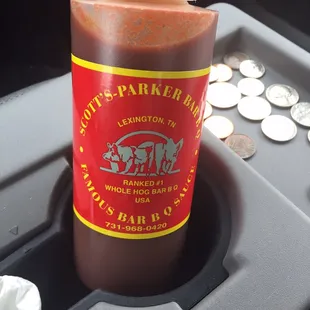 SCOTT'S-PARKER BAR B Q
LEXINGTON, TN
RANKED #1
WHOLE HOG BAR B Q
USA
FAMOUS BAR B Q SAUCE
731-968-0420